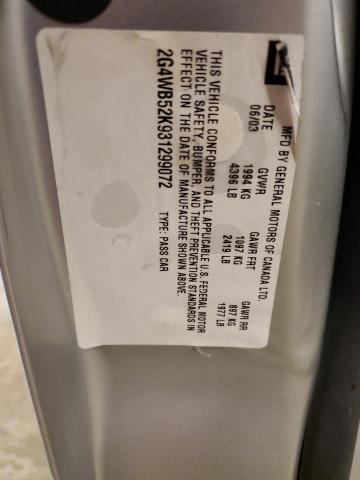 MFD BY GENERAL MOTORS OF CANADA LTD.
DATE GVWR GAWR FRT GAWR RR
06/03 1994 KG 1097 KG 897 KG
4396 LB 2419 LB 1977 LB
THIS VEHICLE CONFORMS TO ALL APPLICABLE U.S. FEDERAL MOTOR
VEHICLE SAFETY, BUMPER, AND THEFT PREVENTION STANDARDS IN
EFFECT ON THE DATE OF MANUFACTURE SHOWN ABOVE.
2G4WB52K931299072 TYPE: PASS CAR